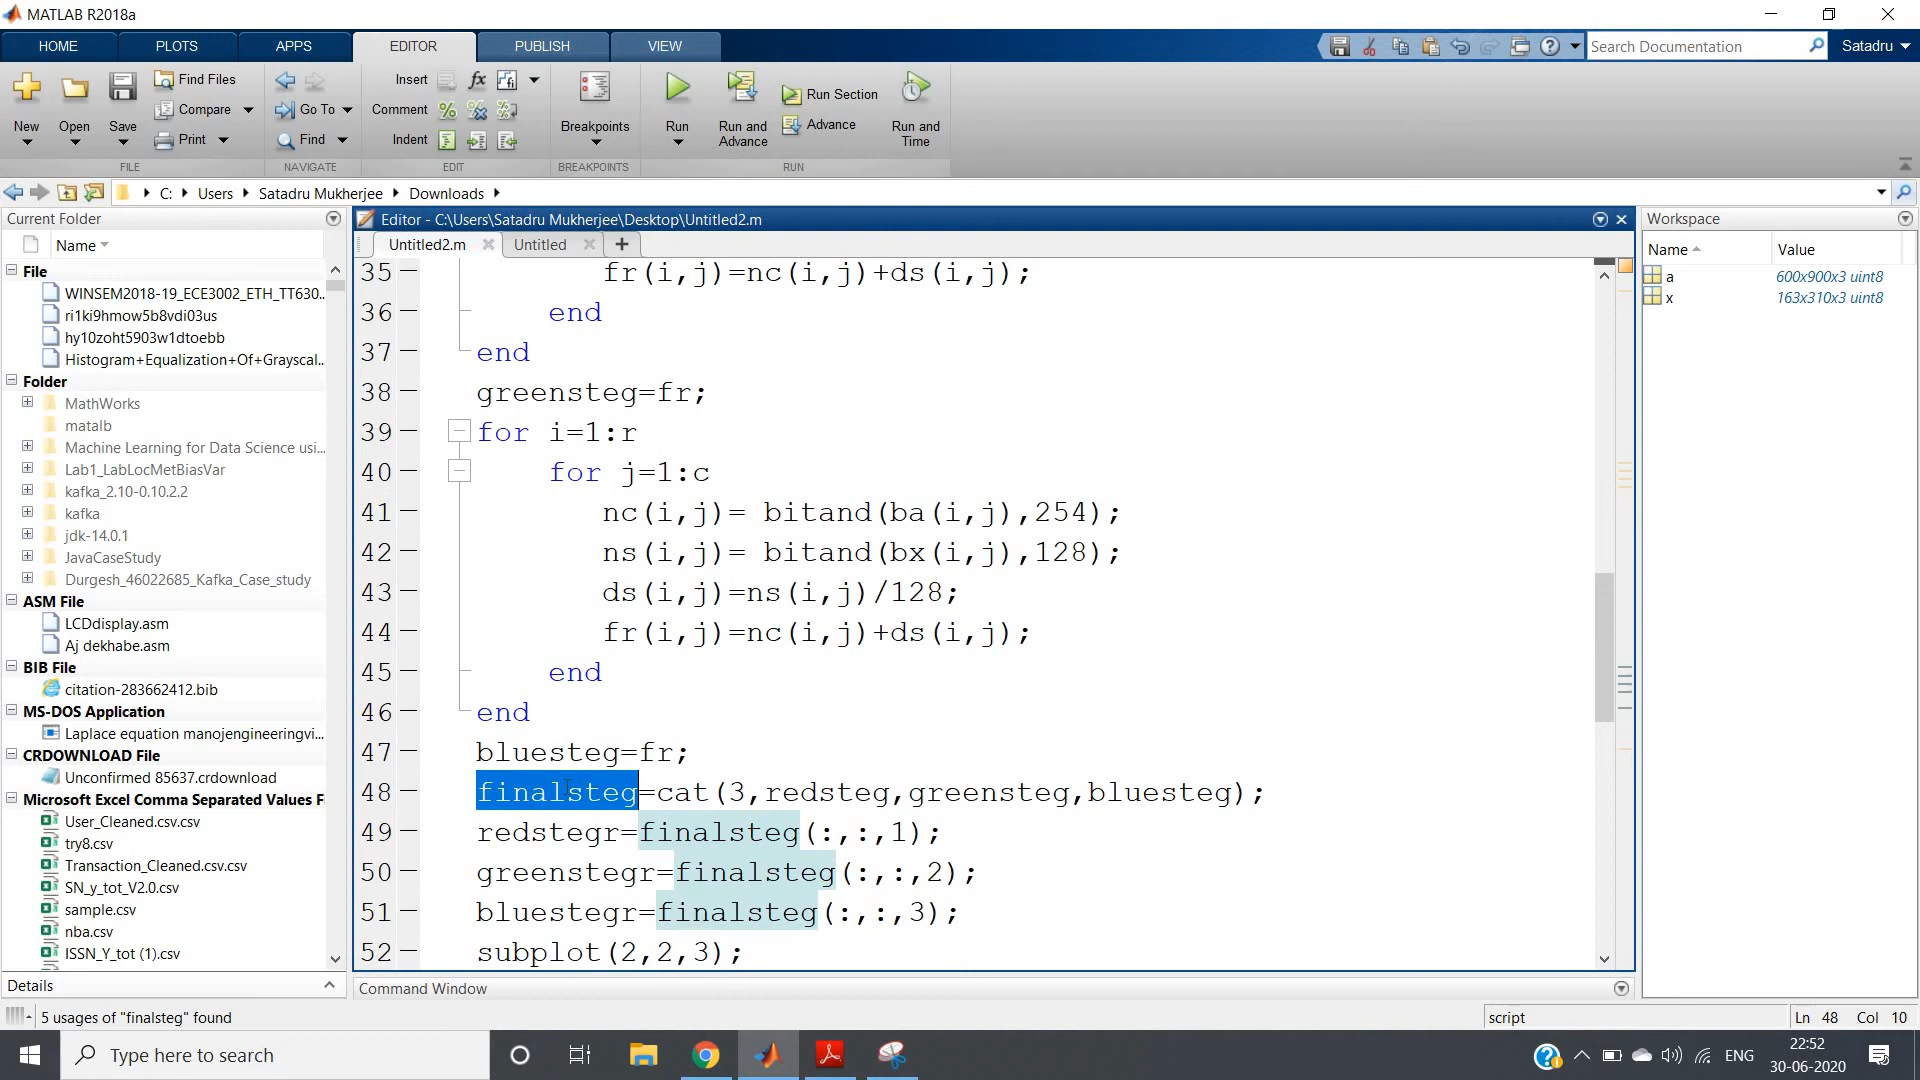 MATLAB R2018a
HOME PLOTS APPS EDITOR PUBLISH VIEW
Search Documentation
Satadru
New
Open
Save
Find Files
Compare
Print
FILE
Go To
Find
NAVIGATE
Insert
Comment
Indent
EDIT
Breakpoints
BREAKPOINTS
Run
Run and Advance
Run Section
Advance
Run and Time
RUN
C: Users Satadru Mukherjee Downloads
Current Folder
Name
File
WINSEM2018-19_ECE3002_ETH_TT630...
ri1ki9hmow5b8vdi03us
hy10zoht5903w1dtoebb
Histogram+Equalization+Of+Grayscal...
Folder
MathWorks
matalb
Machine Learning for Data Science usi...
Lab1_LabLocMetBiasVar
kafka_2.10-0.10.2.2
kafka
jdk-14.0.1
JavaCaseStudy
Durgesh_46022685_Kafka_Case_study
ASM File
LCDdisplay.asm
Aj dekhabe.asm
BIB File
citation-283662412.bib
MS-DOS Application
Laplace equation manojengineeringvi...
CRDOWNLOAD File
Unconfirmed 85637.crdownload
Microsoft Excel Comma Separated Values F
User_Cleaned.csv.csv
try8.csv
Transaction_Cleaned.csv.csv
SN_y_tot_V2.0.csv
sample.csv
nba.csv
ISSN_Y_tot (1).csv
Details
Editor - C:\Users\Satadru Mukherjee\Desktop\Untitled2.m
Untitled2.m Untitled
35 fr(i,j)=nc(i,j)+ds(i,j);
36 end
37 end
38 greensteg=fr;
39 for i=1:r
40 for j=1:c
41 nc(i,j)= bitand(ba(i,j),254);
42 ns(i,j)= bitand(bx(i,j),128);
43 ds(i,j)=ns(i,j)/128;
44 fr(i,j)=nc(i,j)+ds(i,j);
45 end
46 end
47 bluesteg=fr;
48 finalsteg=cat(3,redsteg,greensteg,bluesteg);
49 redstegr=finalsteg(:,:,1);
50 greenstegr=finalsteg(:,:,2);
51 bluestegr=finalsteg(:,:,3);
52 subplot(2,2,3);
Command Window
Workspace
Name Value
a 600x900x3 uint8
x 163x310x3 uint8
5 usages of "finalsteg" found
script
Ln 48 Col 10
Type here to search
ENG
22:52
30-06-2020